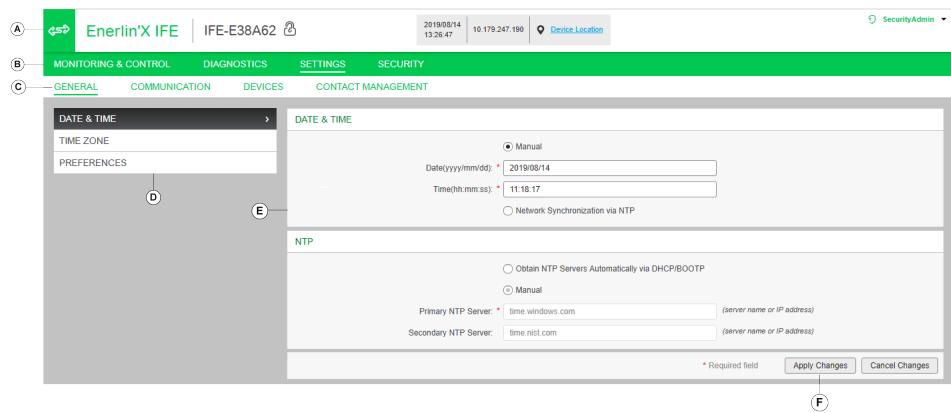 A
Enerlin'X IFE
IFE-E38A62
2019/08/14
13:26:47
10.179.247.190
Device Location
SecurityAdmin
B
MONITORING & CONTROL DIAGNOSTICS SETTINGS SECURITY
C
GENERAL COMMUNICATION DEVICES CONTACT MANAGEMENT
DATE & TIME >
TIME ZONE
PREFERENCES
D
E
DATE & TIME
Manual
Date(yyyy/mm/dd): * 2019/08/14
Time(hh:mm:ss): * 11:18:17
Network Synchronization via NTP
NTP
Obtain NTP Servers Automatically via DHCP/BOOTP
Manual
Primary NTP Server: * time.windows.com (server name or IP address)
Secondary NTP Server: time.nist.com (server name or IP address)
* Required field Apply Changes Cancel Changes
F